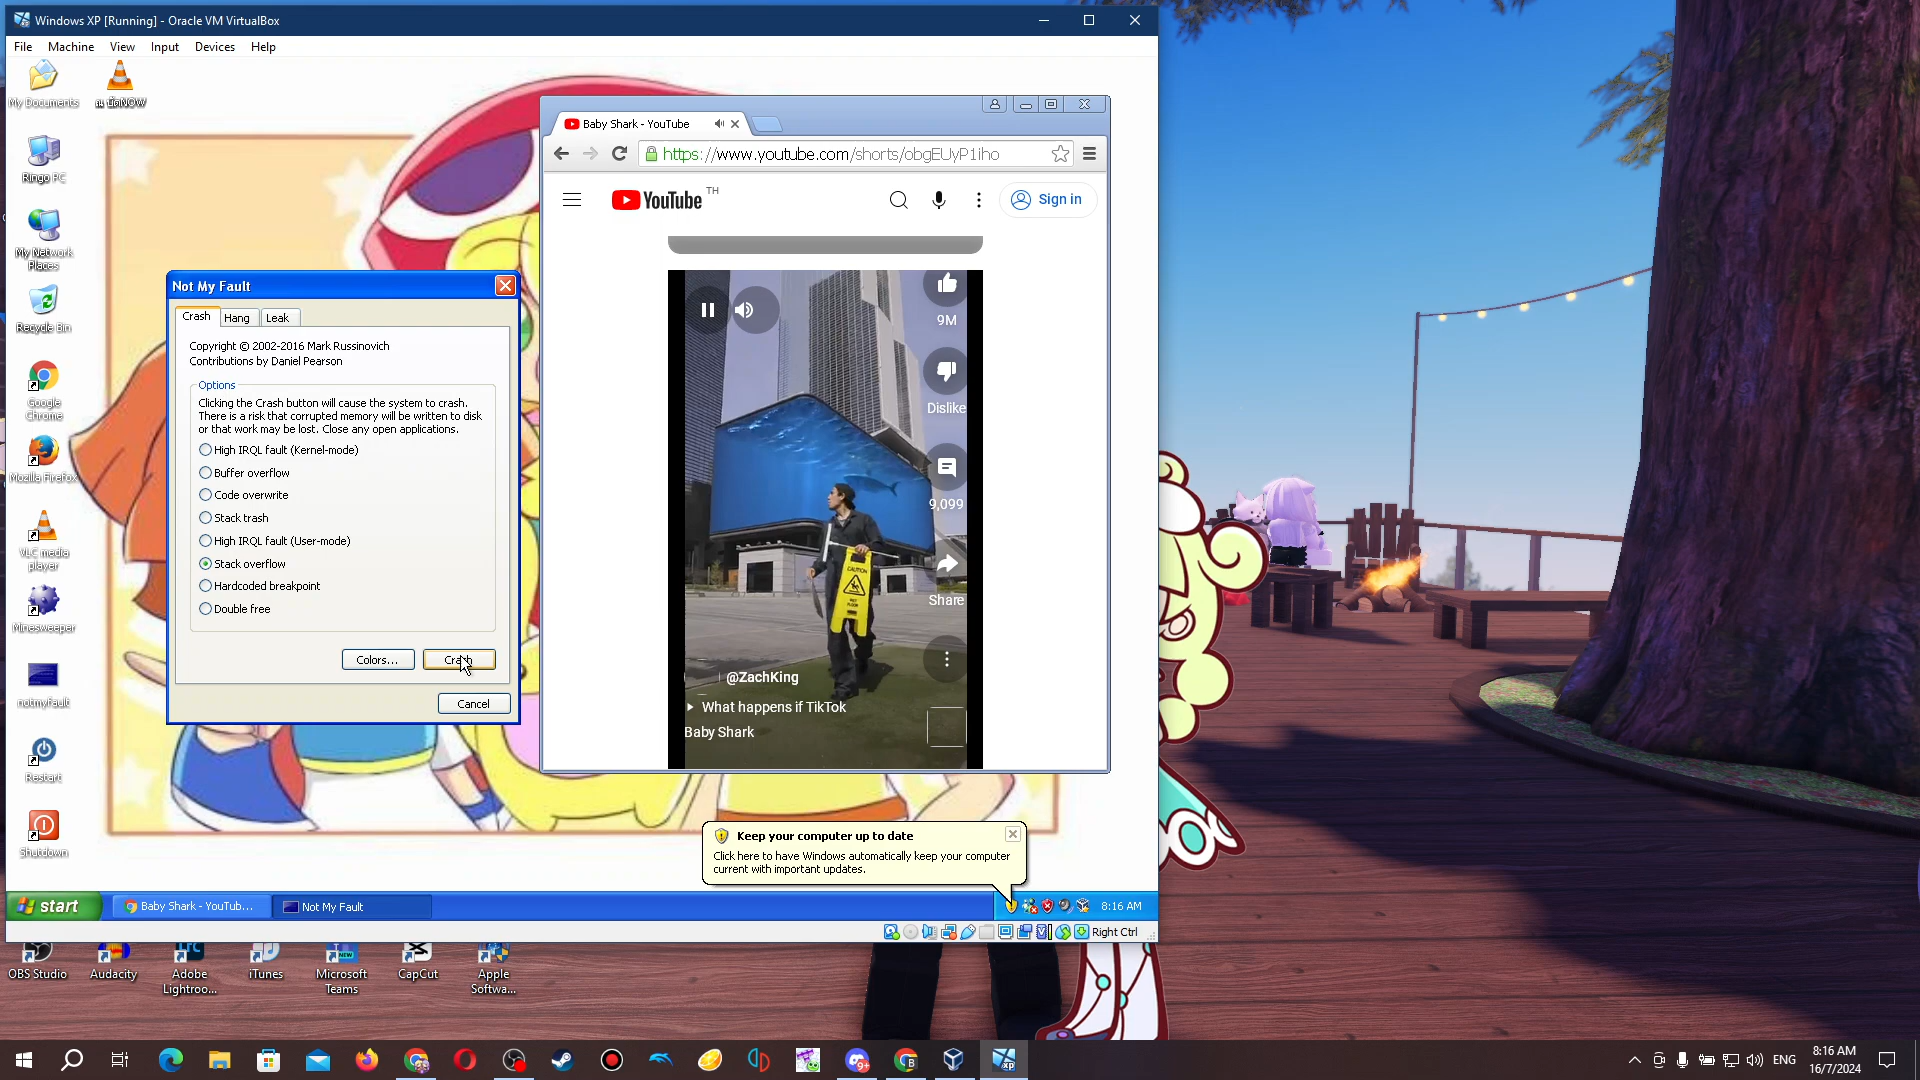 Windows XP [Running] - Oracle VM VirtualBox
File Machine View Input Devices Help
My Documents
Ringo PC
My Network
Places
Recycle Bin
Google
Chrome
Mozilla Firefox
VLC media
player
Minesweeper
notmyfault
Restart
Shutdown
Not My Fault
Crash Hang Leak
Copyright © 2002-2016 Mark Russinovich
Contributions by Daniel Pearson
Options
Clicking the Crash button will cause the system to crash.
There is a risk that corrupted memory will be written to disk
or that work may be lost. Close any open applications.
High IRQL fault (Kernel-mode)
Buffer overflow
Code overwrite
Stack trash
High IRQL fault (User-mode)
Stack overflow
Hardcoded breakpoint
Double free
Colors... Crash
Cancel
Baby Shark - YouTube
https://www.youtube.com/shorts/obgEUyP1iho
YouTube TH
Sign in
9M
Dislike
9,099
Share
CAUTION
@ZachKing
What happens if TikTok
Baby Shark
Keep your computer up to date
Click here to have Windows automatically keep your computer
current with important updates.
start
Baby Shark - YouTub...
Not My Fault
8:16 AM
Right Ctrl
OBS Studio
Audacity
Adobe
Lightroo...
iTunes
Microsoft
Teams
CapCut
Apple
Softwa...
ENG
8:16 AM
16/7/2024